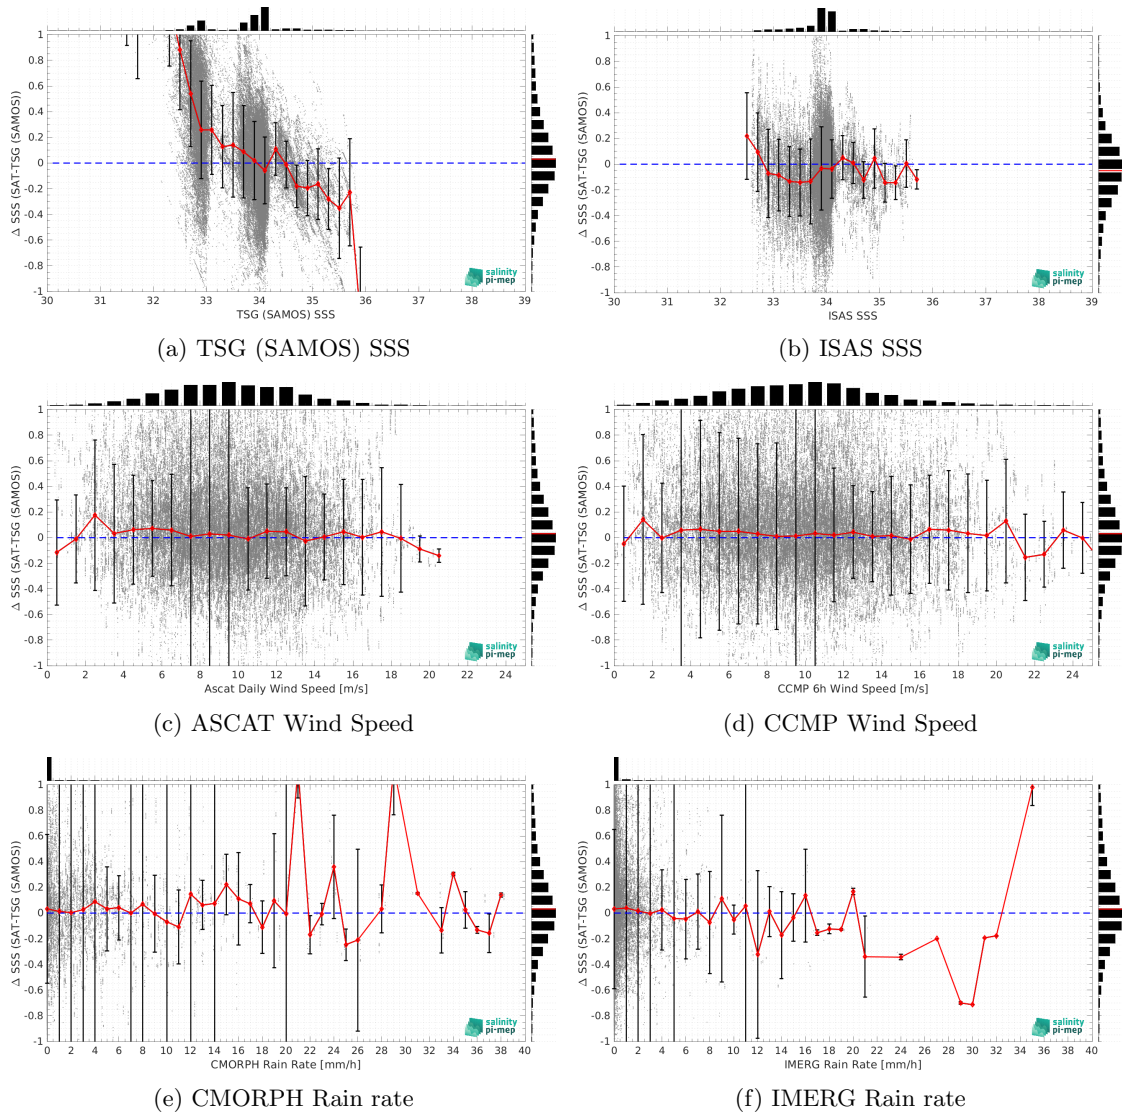 1
0.8
0.6
0.4
0.2
0
-0.2
-0.4
-0.6
-0.8
-1
Δ SSS (SAT-TSG (SAMOS))
30 31 32 33 34 35 36 37 38 39
TSG (SAMOS) SSS
salinity
pi-mep
(a) TSG (SAMOS) SSS
1
0.8
0.6
0.4
0.2
0
-0.2
-0.4
-0.6
-0.8
-1
Δ SSS (SAT-TSG (SAMOS))
30 31 32 33 34 35 36 37 38 39
ISAS SSS
salinity
pi-mep
(b) ISAS SSS
1
0.8
0.6
0.4
0.2
0
-0.2
-0.4
-0.6
-0.8
-1
Δ SSS (SAT-TSG (SAMOS))
0 2 4 6 8 10 12 14 16 18 20 22 24
Ascat Daily Wind Speed [m/s]
salinity
pi-mep
(c) ASCAT Wind Speed
1
0.8
0.6
0.4
0.2
0
-0.2
-0.4
-0.6
-0.8
-1
Δ SSS (SAT-TSG (SAMOS))
0 2 4 6 8 10 12 14 16 18 20 22 24
CCMP 6h Wind Speed [m/s]
salinity
pi-mep
(d) CCMP Wind Speed
1
0.8
0.6
0.4
0.2
0
-0.2
-0.4
-0.6
-0.8
-1
Δ SSS (SAT-TSG (SAMOS))
0 2 4 6 8 10 12 14 16 18 20 22 24 26 28 30 32 34 36 38 40
CMORPH Rain Rate [mm/h]
salinity
pi-mep
(e) CMORPH Rain rate
1
0.8
0.6
0.4
0.2
0
-0.2
-0.4
-0.6
-0.8
-1
Δ SSS (SAT-TSG (SAMOS))
0 2 4 6 8 10 12 14 16 18 20 22 24 26 28 30 32 34 36 38 40
IMERG Rain Rate [mm/h]
salinity
pi-mep
(f) IMERG Rain rate